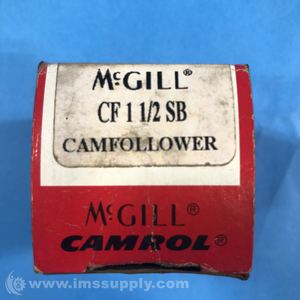 McGILL®
CF 1 1/2 SB
CAMFOLLOWER
McGILL®
CAMROL®
© www.imssupply.com